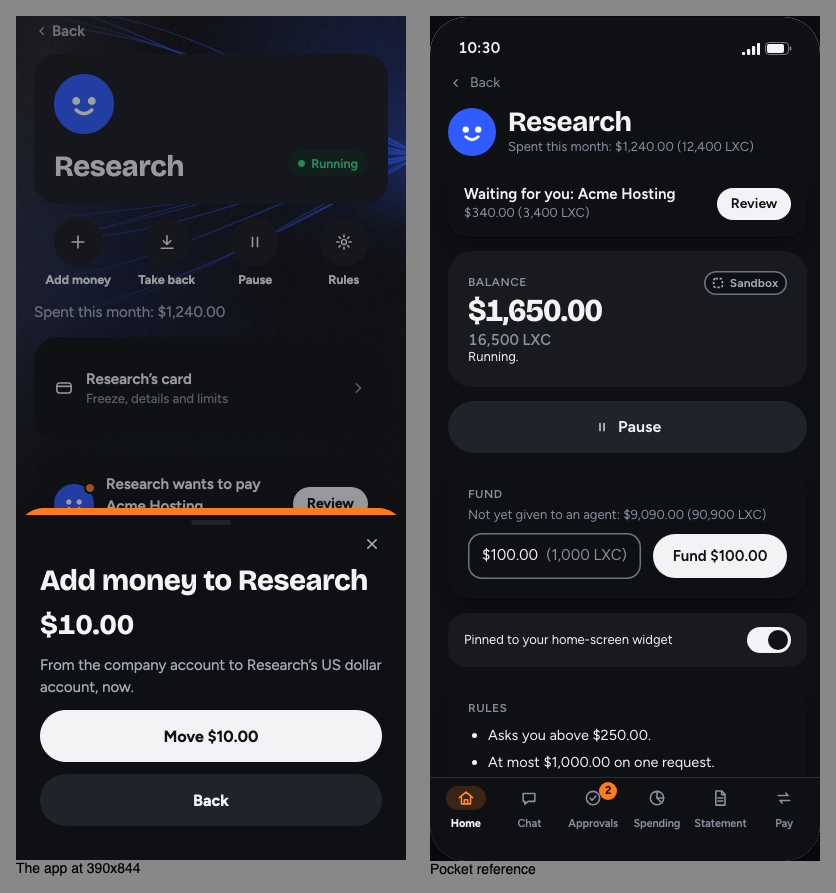 Back
Research
Running
Add money
Take back
Pause
Rules
Spent this month: $1,240.00
Research’s card
Freeze, details and limits
Research wants to pay
Acme Hosting
Review
Add money to Research
$10.00
From the company account to Research’s US dollar
account, now.
Move $10.00
Back
The app at 390x844
10:30
Back
Research
Spent this month: $1,240.00 (12,400 LXC)
Waiting for you: Acme Hosting
$340.00 (3,400 LXC)
Review
BALANCE
Sandbox
$1,650.00
16,500 LXC
Running.
Pause
FUND
Not yet given to an agent: $9,090.00 (90,900 LXC)
$100.00 (1,000 LXC)
Fund $100.00
Pinned to your home-screen widget
RULES
• Asks you above $250.00.
• At most $1,000.00 on one request.
2
Home
Chat
Approvals
Spending
Statement
Pay
Pocket reference